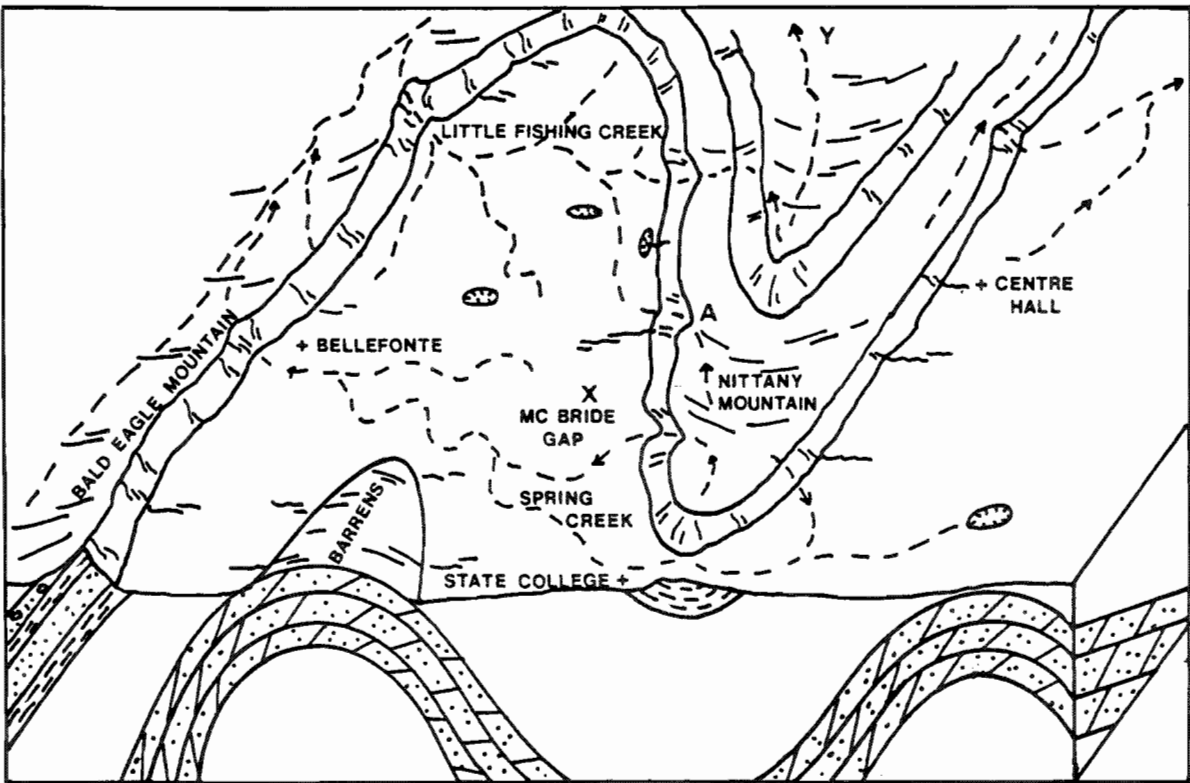 Y
LITTLE FISHING CREEK
+ CENTRE
HALL
A
BALD EAGLE MOUNTAIN
+ BELLEFONTE
NITTANY
MOUNTAIN
X
MC BRIDE
GAP
SPRING
CREEK
BARRENS
STATE COLLEGE +